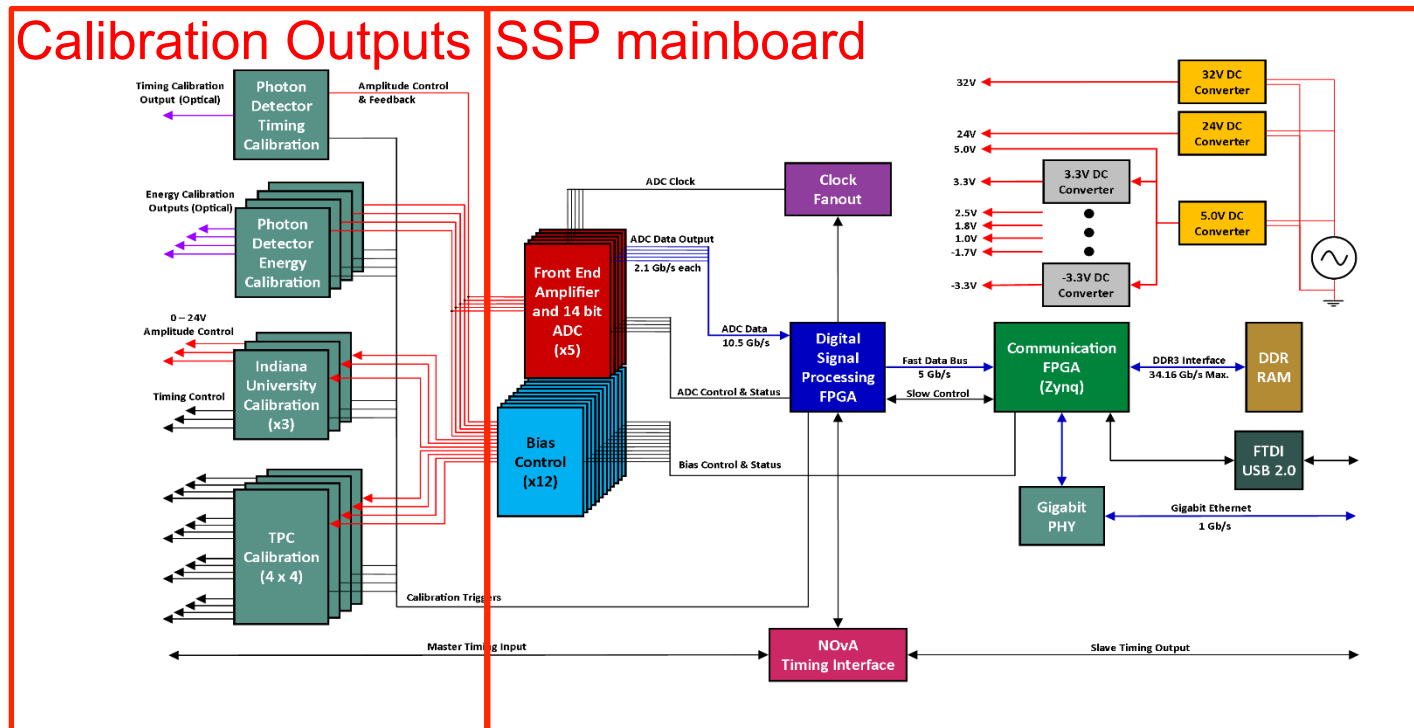 Calibration Outputs
SSP mainboard
Timing Calibration
Output (Optical)
Photon
Detector
Timing
Calibration
Amplitude Control
& Feedback
Energy Calibration
Outputs (Optical)
Photon
Detector
Energy
Calibration
0 – 24V
Amplitude Control
Timing Control
Indiana
University
Calibration
(x3)
TPC
Calibration
(4 x 4)
Calibration Triggers
Master Timing Input
ADC Clock
Clock
Fanout
ADC Data Output
2.1 Gb/s each
Front End
Amplifier
and 14 bit
ADC
(x5)
ADC Data
10.5 Gb/s
ADC Control & Status
Bias
Control
(x12)
Bias Control & Status
Digital
Signal
Processing
FPGA
Fast Data Bus
5 Gb/s
Slow Control
Communication
FPGA
(Zynq)
DDR3 Interface
34.16 Gb/s Max.
DDR
RAM
FTDI
USB 2.0
Gigabit
PHY
Gigabit Ethernet
1 Gb/s
NOvA
Timing Interface
Slave Timing Output
32V
32V DC
Converter
24V
24V DC
Converter
5.0V
3.3V
3.3V DC
Converter
2.5V
1.8V
1.0V
-1.7V
5.0V DC
Converter
-3.3V
-3.3V DC
Converter